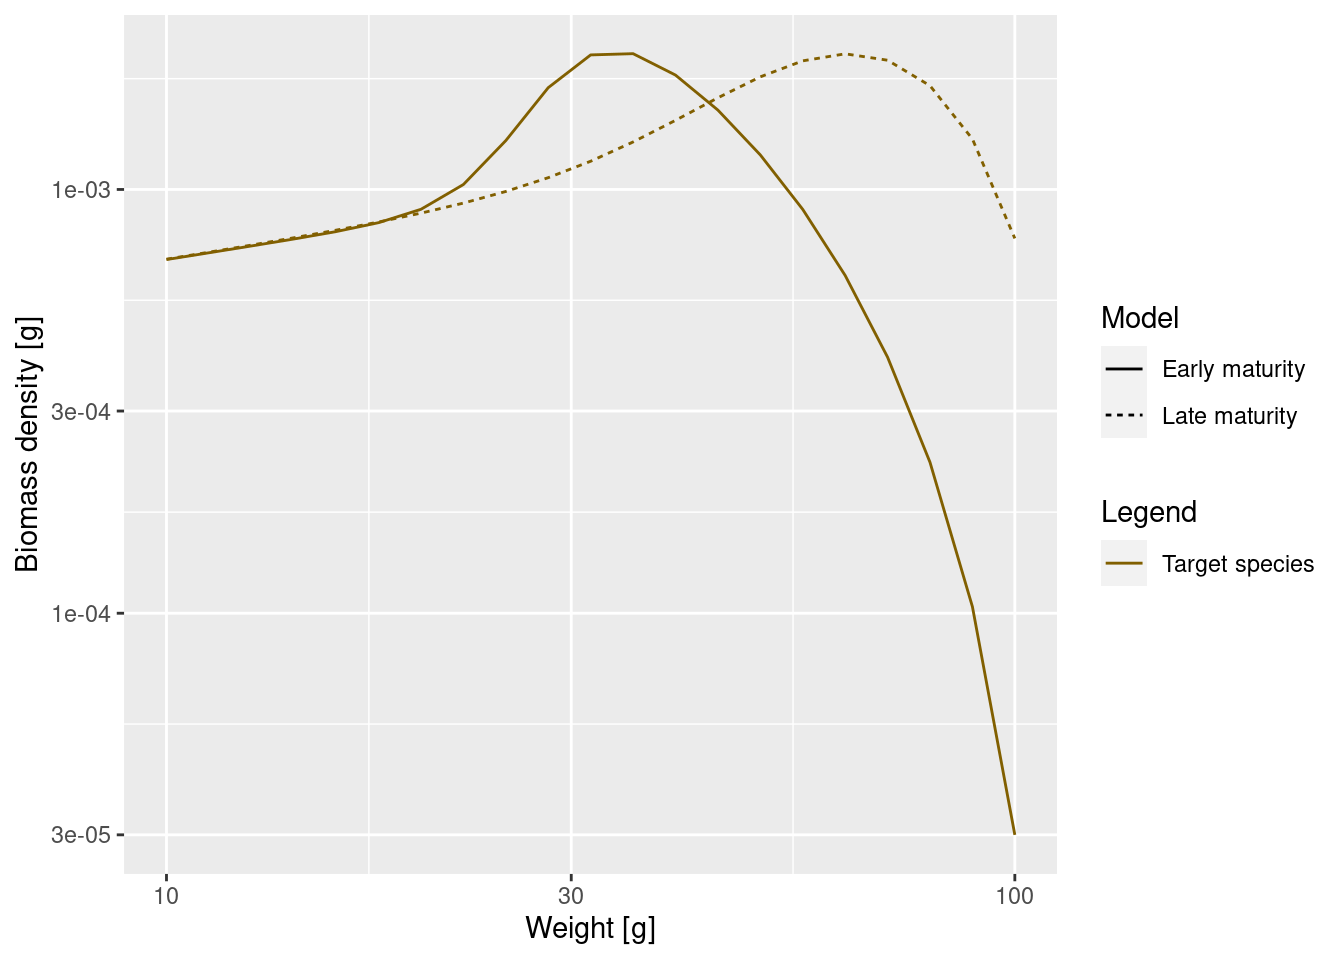 Biomass density [g]
1e-03
3e-04
1e-04
3e-05
10
30
100
Weight [g]
Model
Early maturity
Late maturity
Legend
Target species